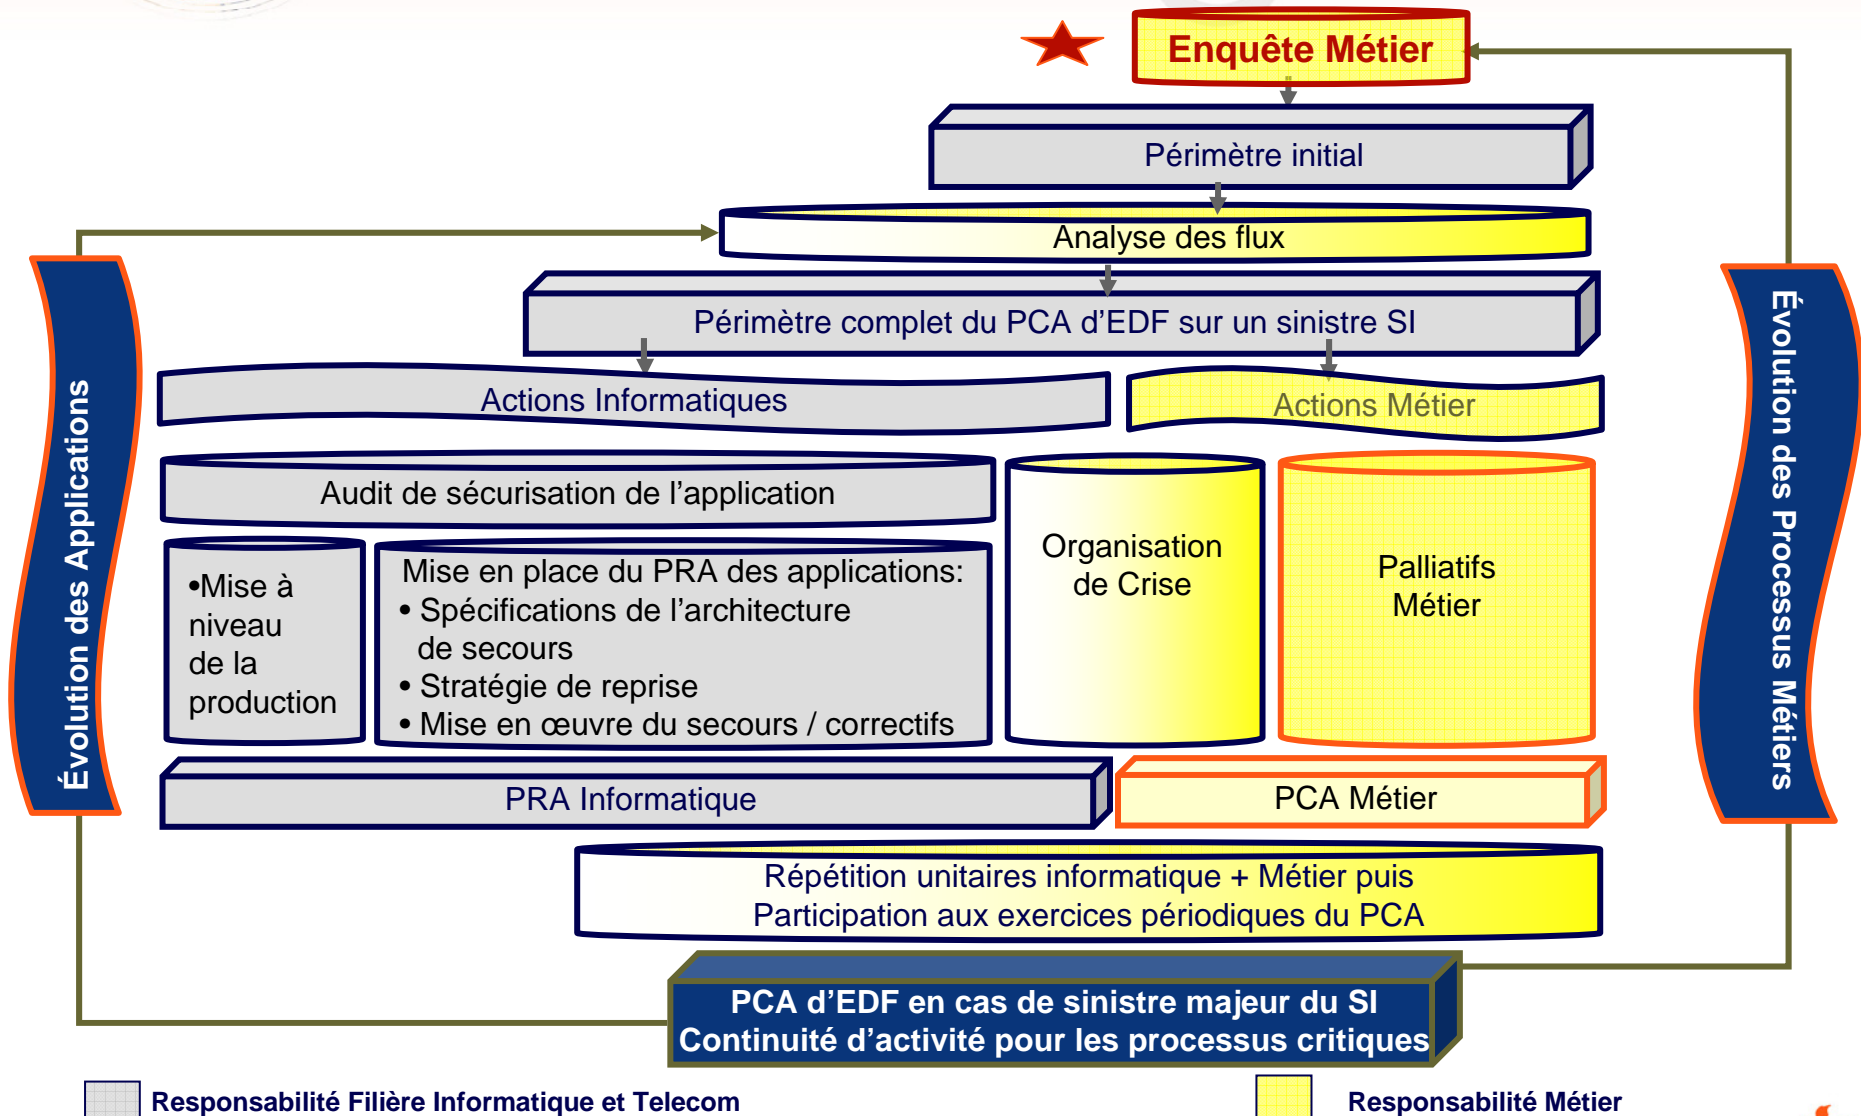 Enquête Métier
Périmètre initial
Analyse des flux
Périmètre complet du PCA d’EDF sur un sinistre SI
Actions Informatiques
Actions Métier
Évolution des Applications
Évolution des Processus Métiers
Audit de sécurisation de l’application
•Mise à
niveau
de la
production
Mise en place du PRA des applications:
• Spécifications de l’architecture
de secours
• Stratégie de reprise
• Mise en œuvre du secours / correctifs
Organisation
de Crise
Palliatifs
Métier
PRA Informatique
PCA Métier
Répétition unitaires informatique + Métier puis
Participation aux exercices périodiques du PCA
PCA d’EDF en cas de sinistre majeur du SI
Continuité d’activité pour les processus critiques
Responsabilité Filière Informatique et Telecom
Responsabilité Métier